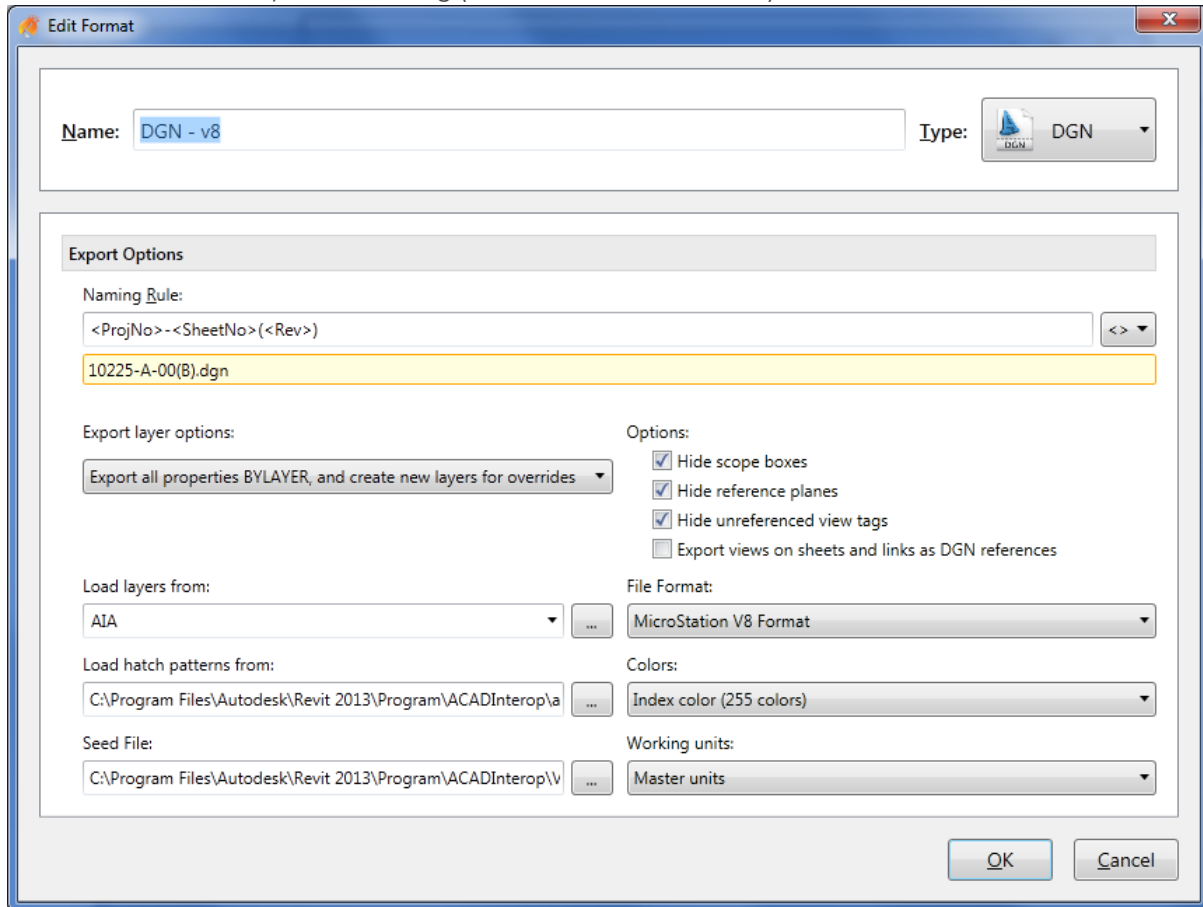 Edit Format
Name: DGN - v8 Type: DGN DGN
Export Options
Naming Rule:
<ProjNo>-<SheetNo>(<Rev>) <>
10225-A-00(B).dgn
Export layer options: Options:
Export all properties BYLAYER, and create new layers for overrides Hide scope boxes
Hide reference planes
Hide unreferenced view tags
Export views on sheets and links as DGN references
Load layers from: File Format:
AIA ... MicroStation V8 Format
Load hatch patterns from: Colors:
C:\Program Files\Autodesk\Revit 2013\Program\ACADInterop\a ... Index color (255 colors)
Seed File: Working units:
C:\Program Files\Autodesk\Revit 2013\Program\ACADInterop\V ... Master units
OK Cancel